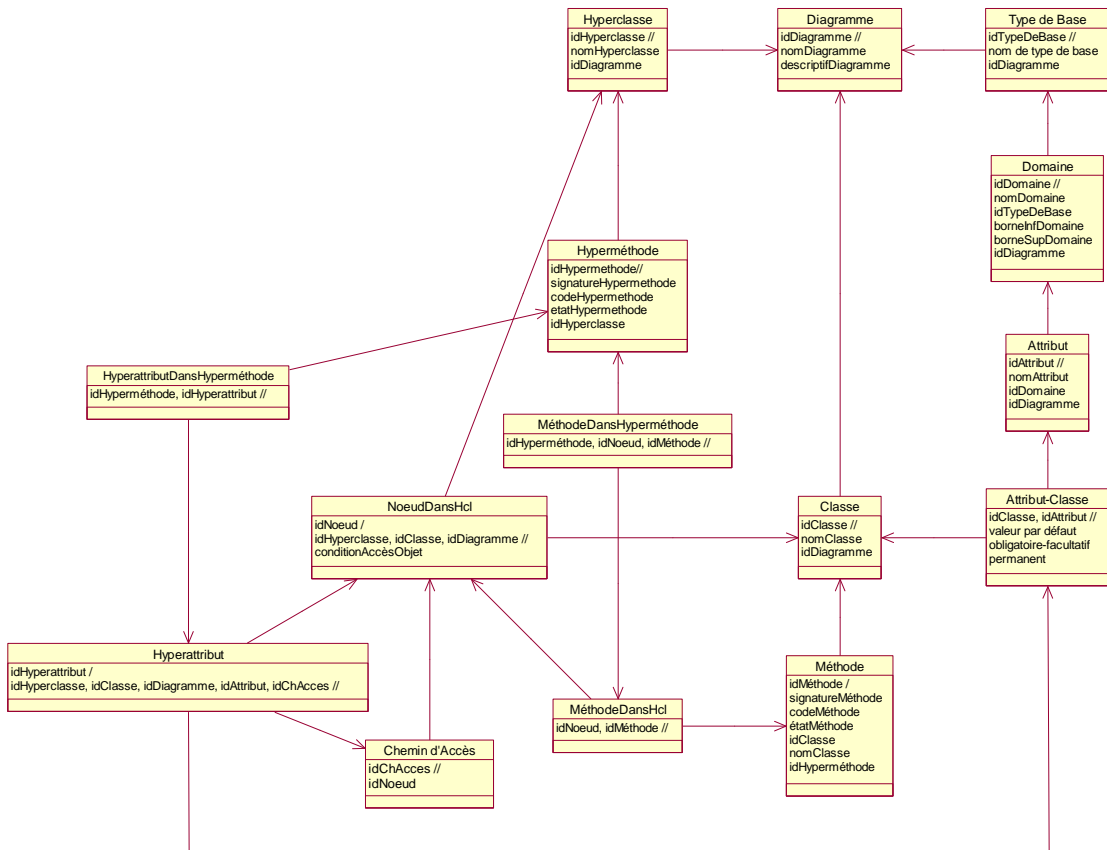 Hyperclasse
idHyperclasse //
nomHyperclasse
idDiagramme
Diagramme
idDiagramme //
nomDiagramme
descriptifDiagramme
Type de Base
idTypeDeBase //
nom de type de base
idDiagramme
Domaine
idDomaine //
nomDomaine
idTypeDeBase
borneInfDomaine
borneSupDomaine
idDiagramme
Hyperméthode
idHypermethode//
signatureHypermethode
codeHypermethode
etatHypermethode
idHyperclasse
Attribut
idAttribut //
nomAttribut
idDomaine
idDiagramme
HyperattributDansHyperméthode
idHyperméthode, idHyperattribut //
MéthodeDansHyperméthode
idHyperméthode, idNoeud, idMéthode //
NoeudDansHcl
idNoeud /
idHyperclasse, idClasse, idDiagramme //
conditionAccèsObjet
Classe
idClasse //
nomClasse
idDiagramme
Attribut-Classe
idClasse, idAttribut //
valeur par défaut
obligatoire-facultatif
permanent
Hyperattribut
idHyperattribut /
idHyperclasse, idClasse, idDiagramme, idAttribut, idChAcces //
Méthode
idMéthode /
signatureMéthode
codeMéthode
étatMéthode
idClasse
nomClasse
idHyperméthode
MéthodeDansHcl
idNoeud, idMéthode //
Chemin d'Accès
idChAcces //
idNoeud